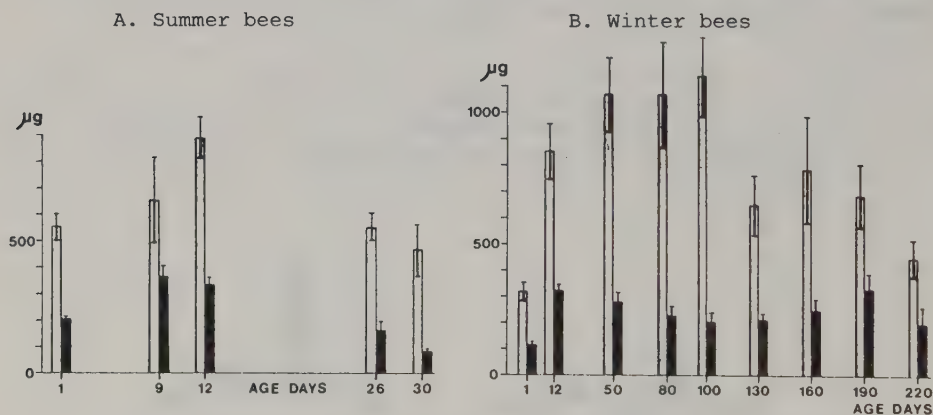 A. Summer bees
µg
500
0
1 9 12 AGE DAYS 26 30
B. Winter bees
µg
1000
500
0
1 12 50 80 100 130 160 190 220
AGE DAYS